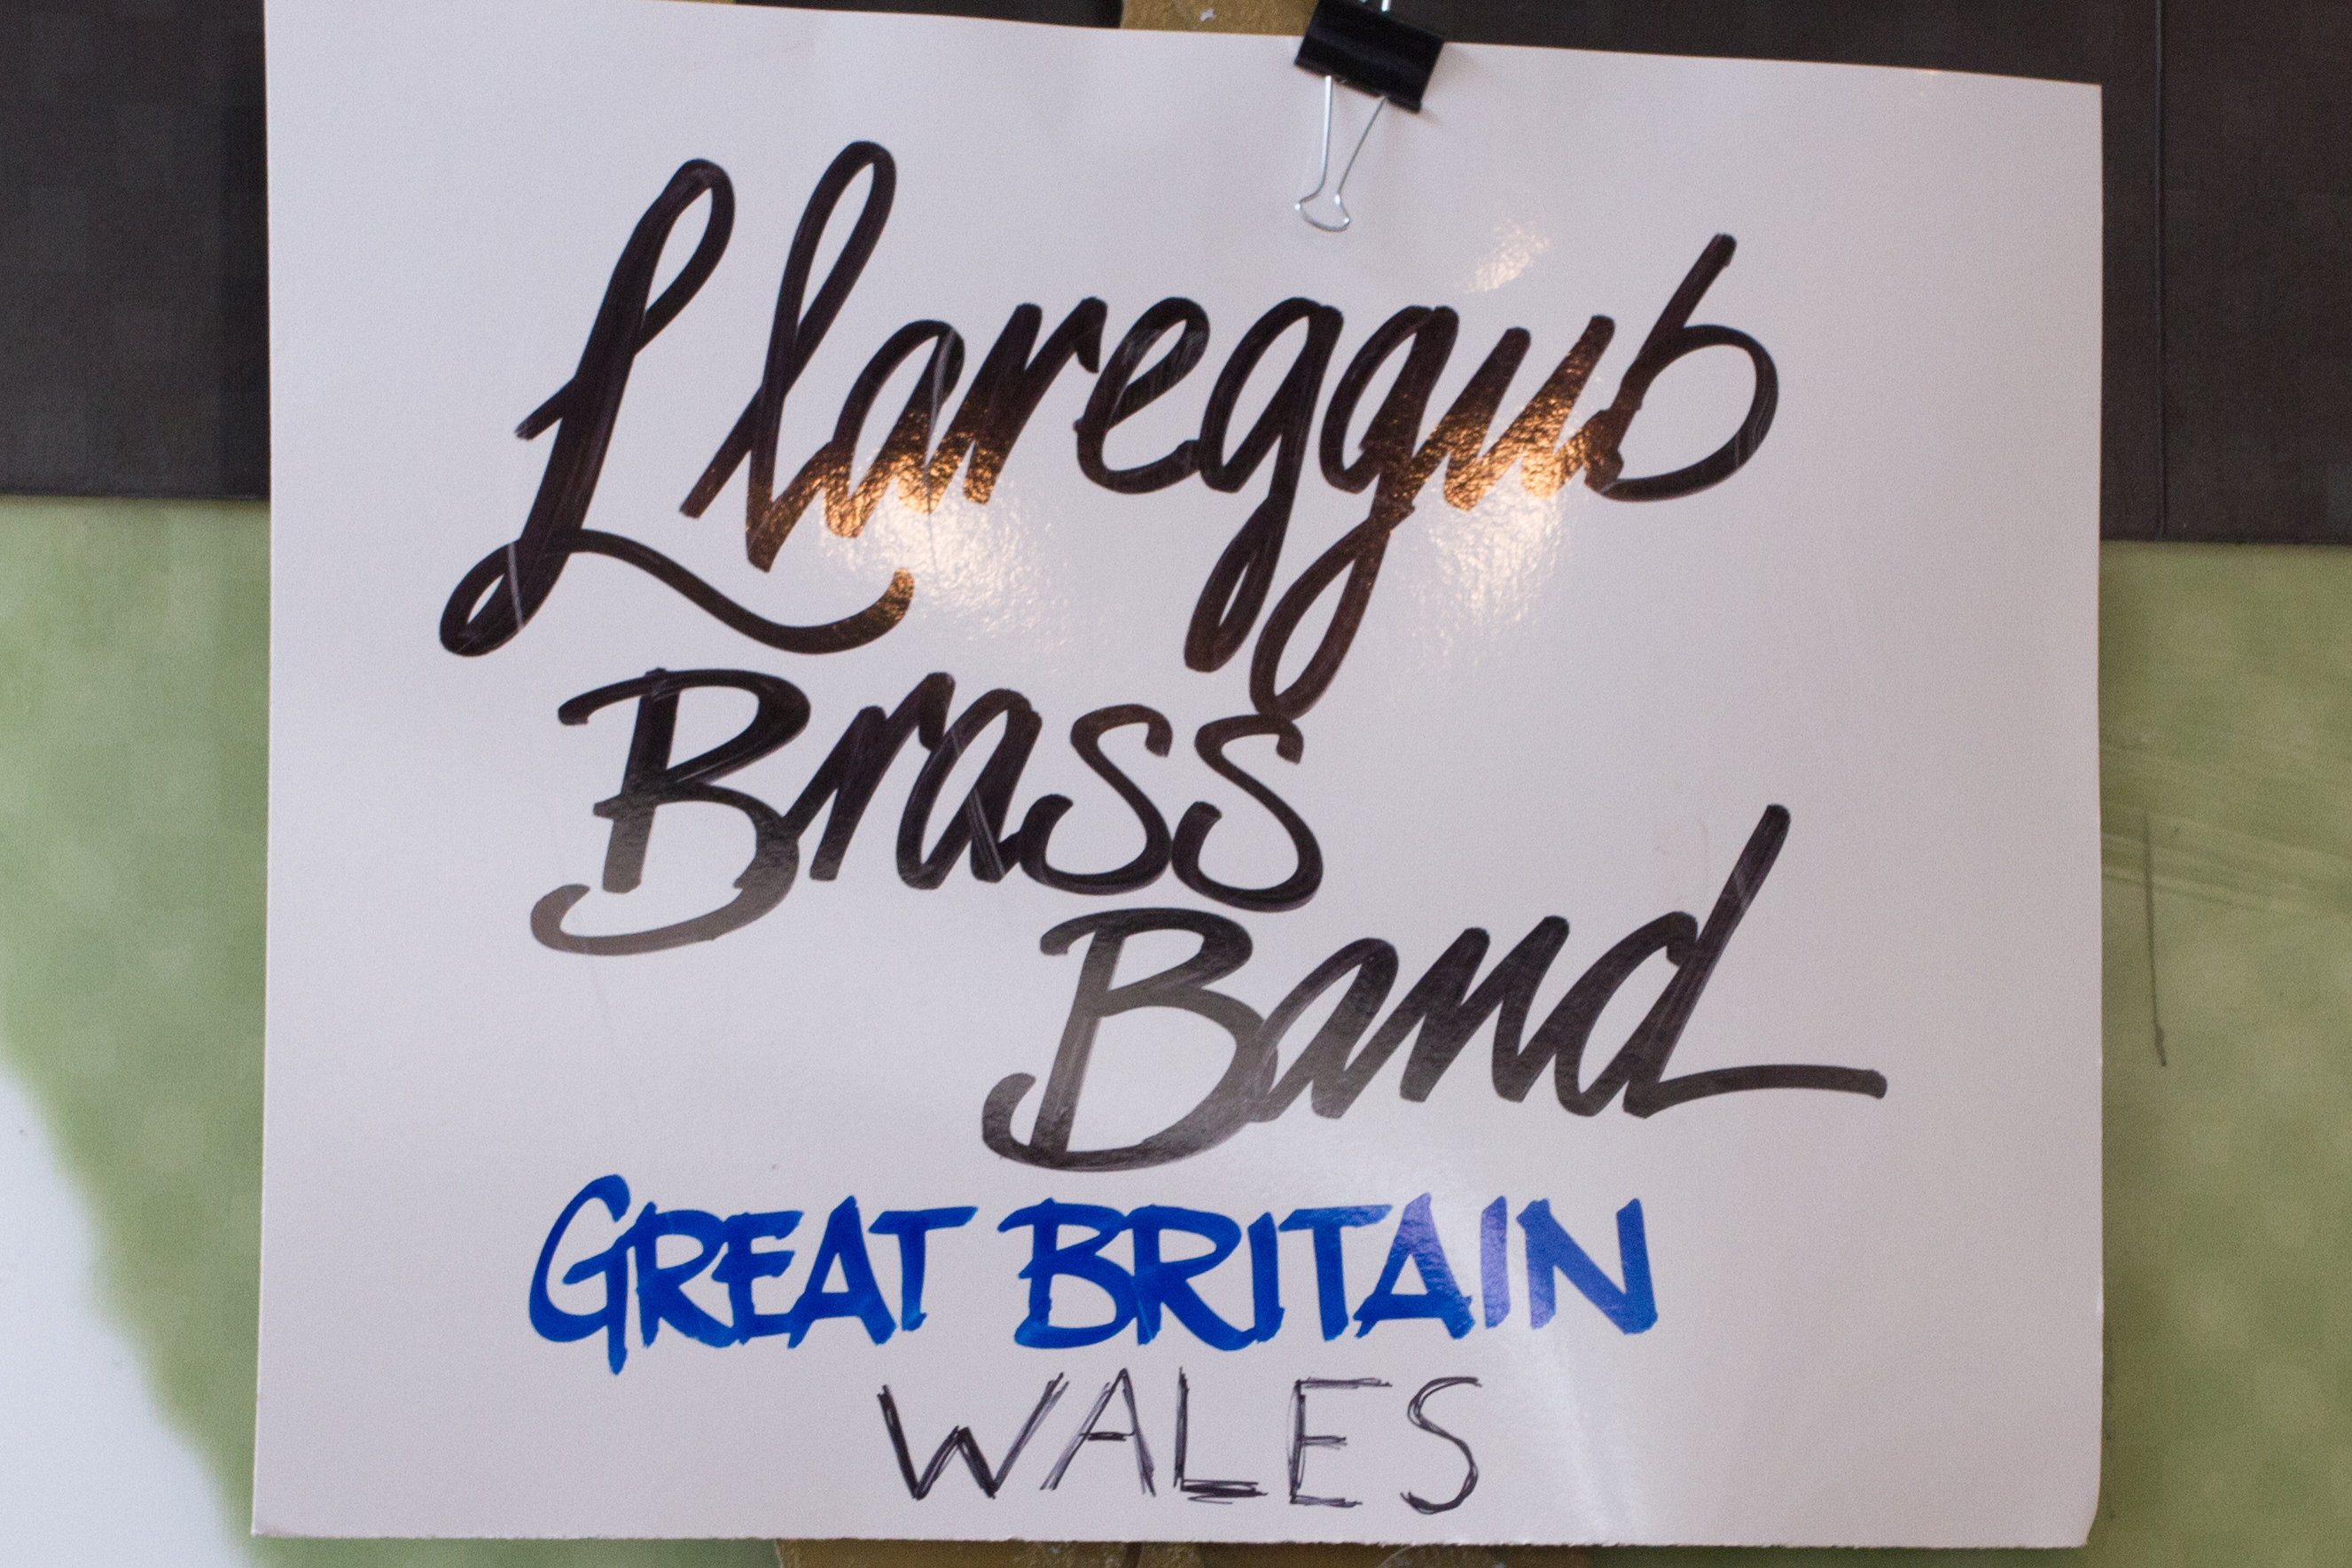 Llareggub
Brass
Band
GREAT BRITAIN
WALES